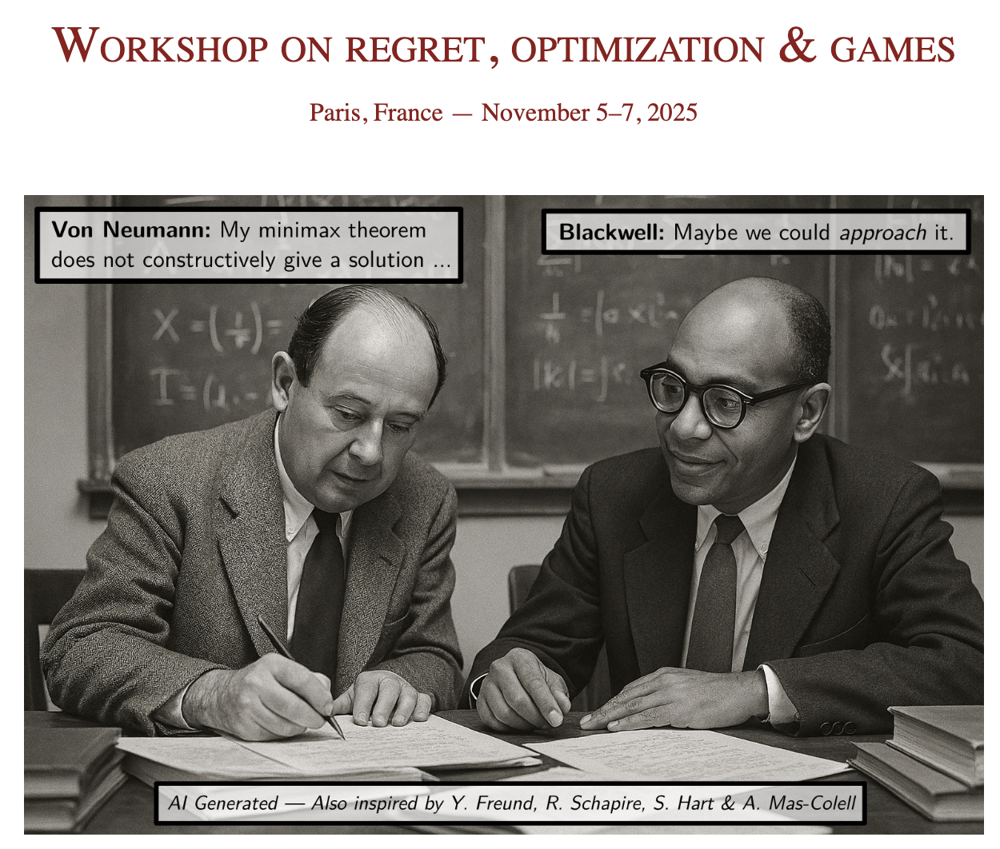 Workshop on regret, optimization & games
Paris, France — November 5–7, 2025
Von Neumann: My minimax theorem
does not constructively give a solution ...
Blackwell: Maybe we could approach it.
AI Generated — Also inspired by Y. Freund, R. Schapire, S. Hart & A. Mas-Colell